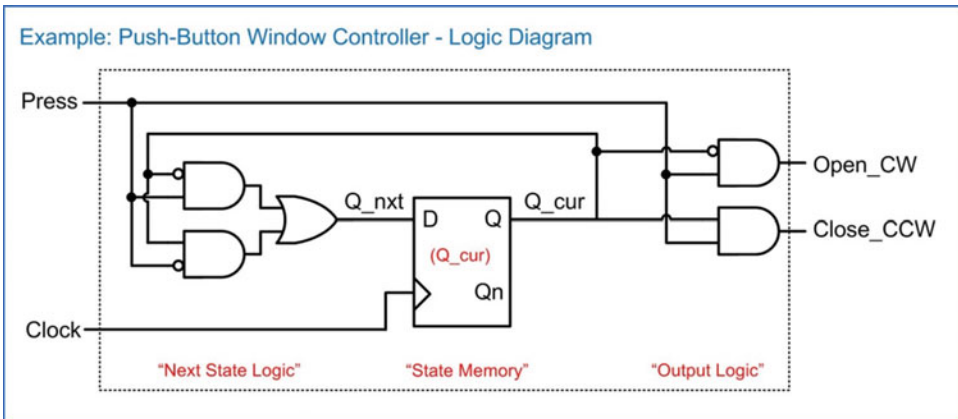 Example: Push-Button Window Controller - Logic Diagram
Press
Open_CW
Q_nxt
Q_cur
D
Q
Close_CCW
(Q_cur)
Qn
Clock
“Next State Logic”
“State Memory”
“Output Logic”